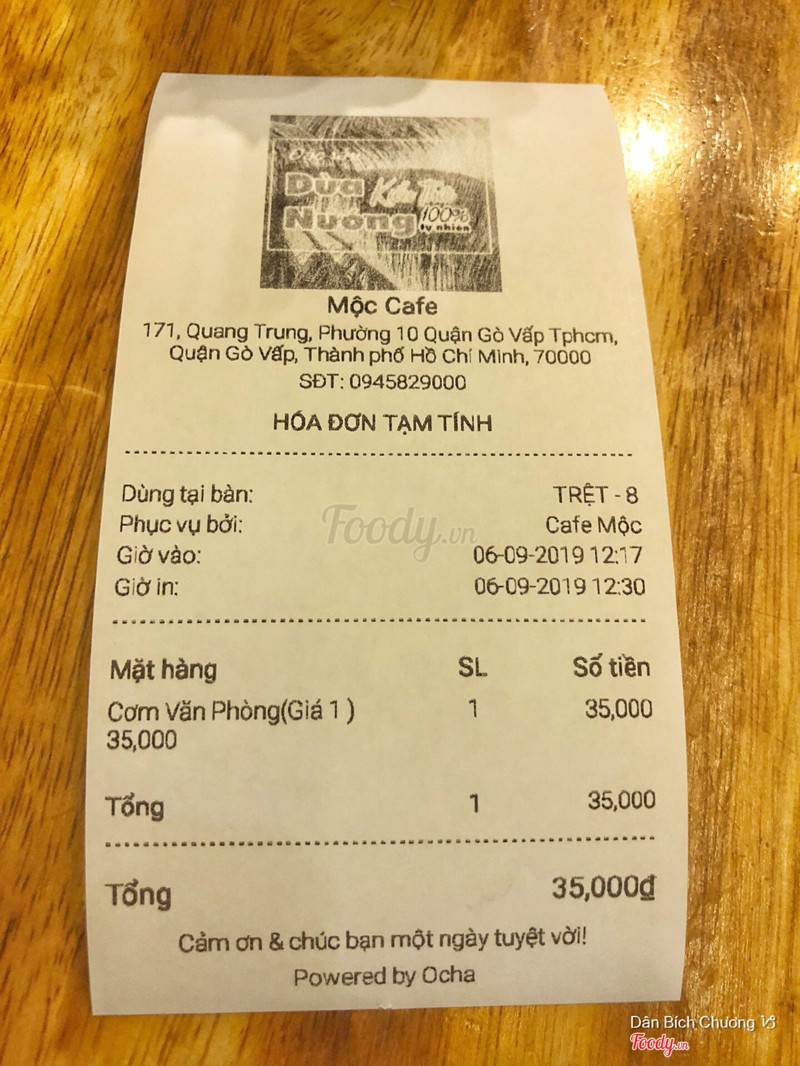 Dừa
Nướng
100%
tự nhiên
Mộc Cafe
171, Quang Trung, Phường 10 Quận Gò Vấp Tphcm,
Quận Gò Vấp, Thành phố Hồ Chí Minh, 70000
SĐT: 0945829000
HÓA ĐƠN TẠM TÍNH
Dùng tại bàn: TRỆT - 8
Phục vụ bởi: Cafe Mộc
Giờ vào: 06-09-2019 12:17
Giờ in: 06-09-2019 12:30
Foody.vn
Mặt hàng SL Số tiền
Cơm Văn Phòng(Giá 1 ) 1 35,000
35,000
Tổng 1 35,000
Tổng 35,000₫
Cảm ơn & chúc bạn một ngày tuyệt vời!
Powered by Ocha
Dân Bích Chương
Foody.vn